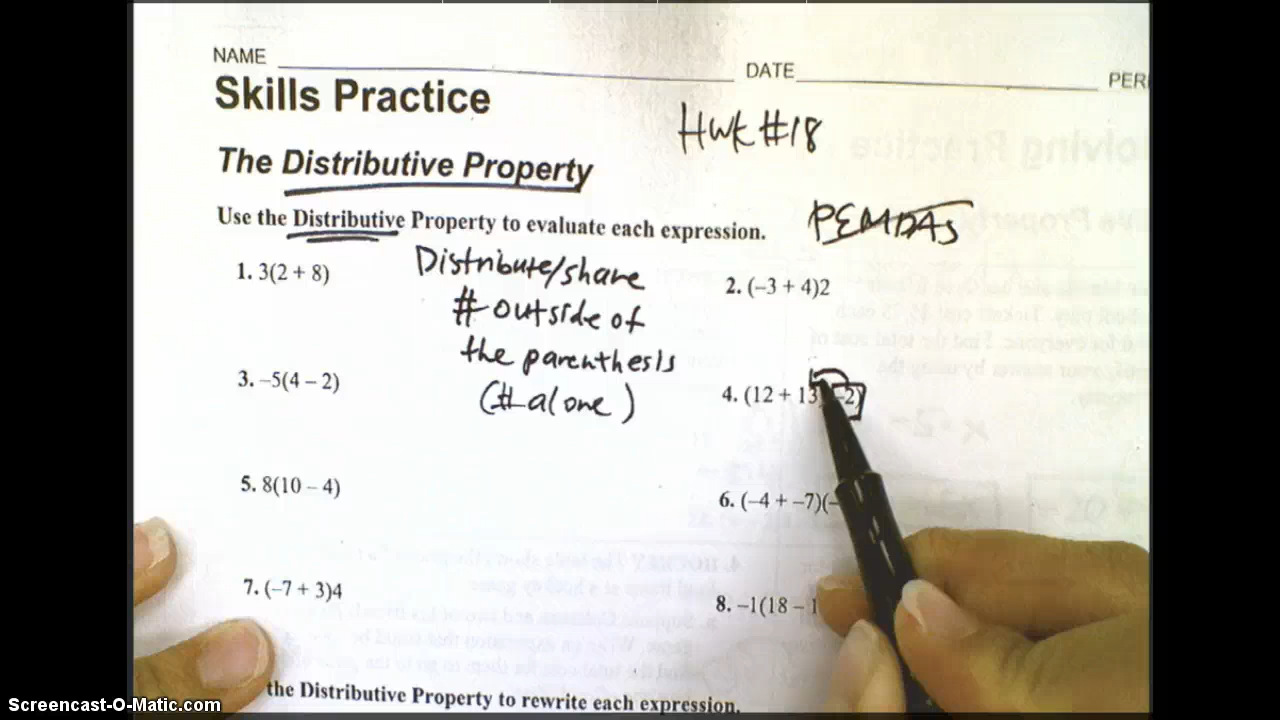 NAME DATE PERI
Skills Practice
Hwk #18
The Distributive Property
Use the Distributive Property to evaluate each expression.
PEMDAS
1. 3(2 + 8)
Distribute/share
# outside of
the parenthesis
(# alone)
2. (–3 + 4)2
3. –5(4 – 2)
4. (12 + 13 –2)
5. 8(10 – 4)
6. (–4 + –7)(–
7. (–7 + 3)4
8. –1(18 – 1
the Distributive Property to rewrite each expression.
Screencast-O-Matic.com